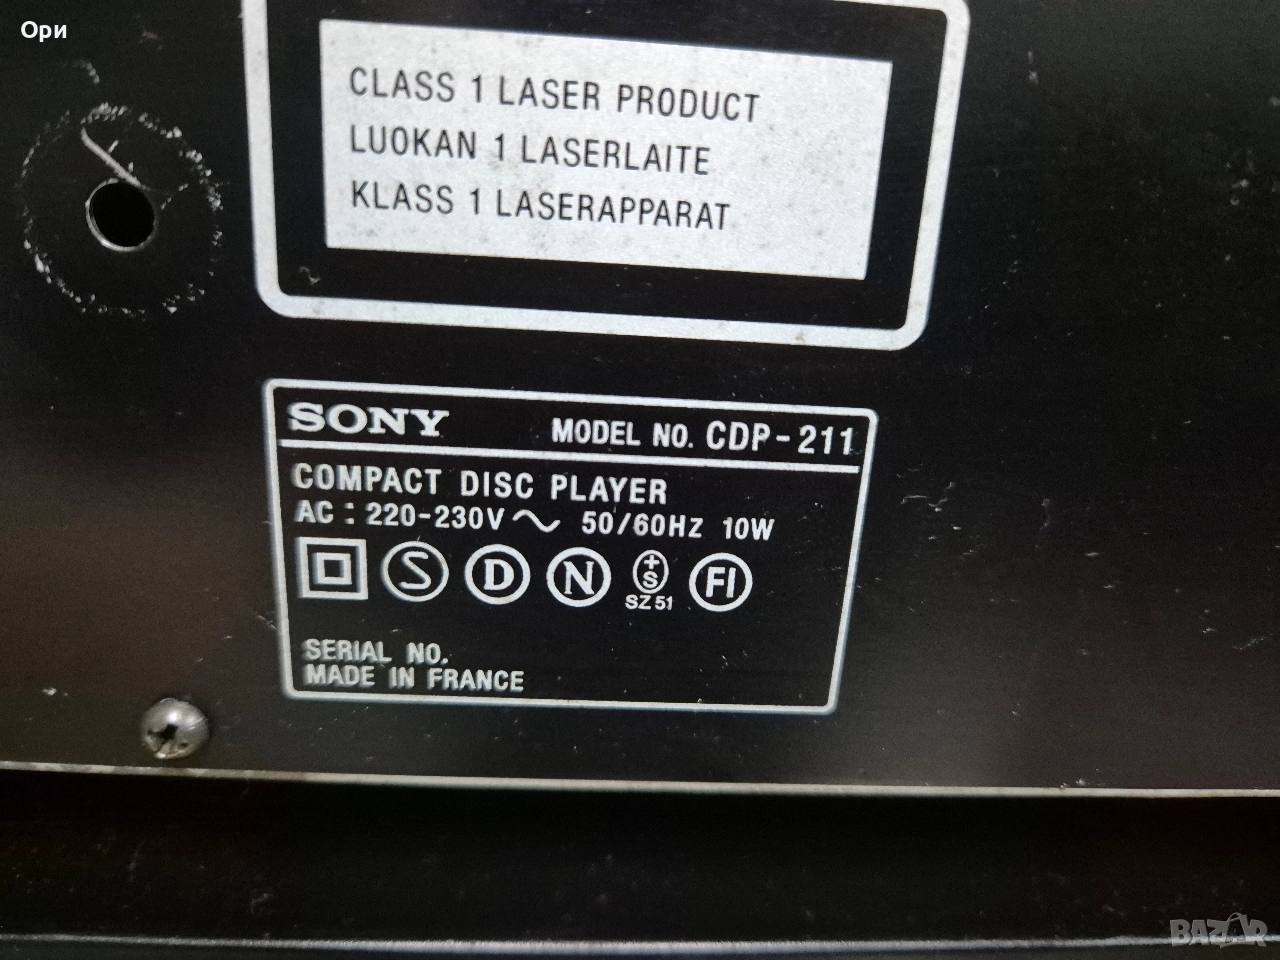 Ори
CLASS 1 LASER PRODUCT
LUOKAN 1 LASERLAITE
KLASS 1 LASERAPPARAT
SONY MODEL NO. CDP-211
COMPACT DISC PLAYER
AC : 220-230V ~ 50/60HZ 10W
S D N +S FI
SZ 51
SERIAL NO.
MADE IN FRANCE
BAZAR